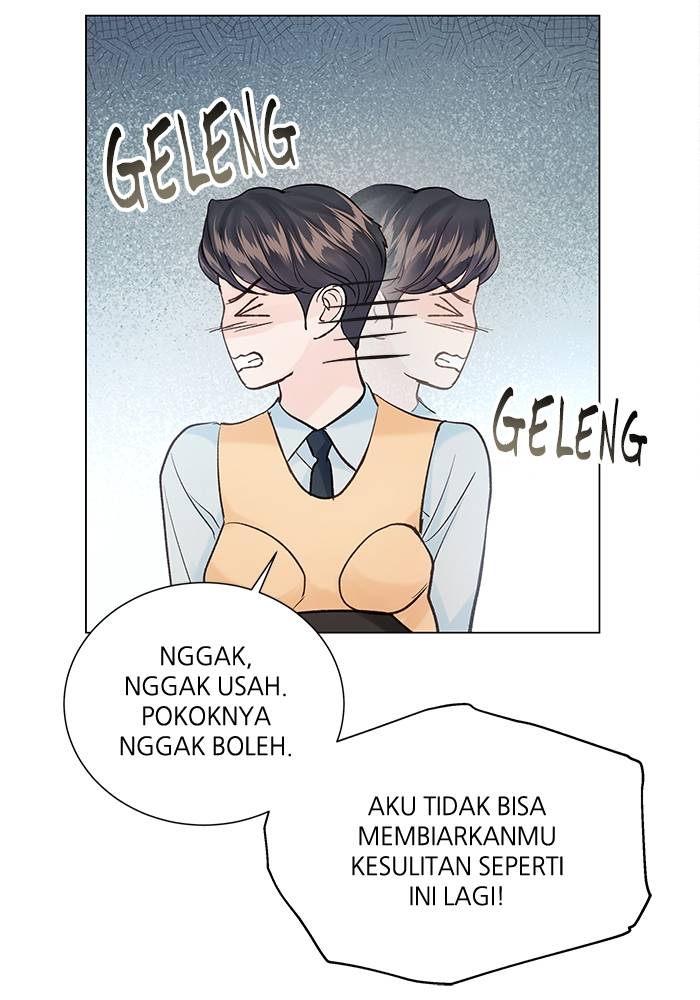 GELENG
GELENG
NGGAK,
NGGAK USAH.
POKOKNYA
NGGAK BOLEH.
AKU TIDAK BISA
MEMBIARKANMU
KESULITAN SEPERTI
INI LAGI!